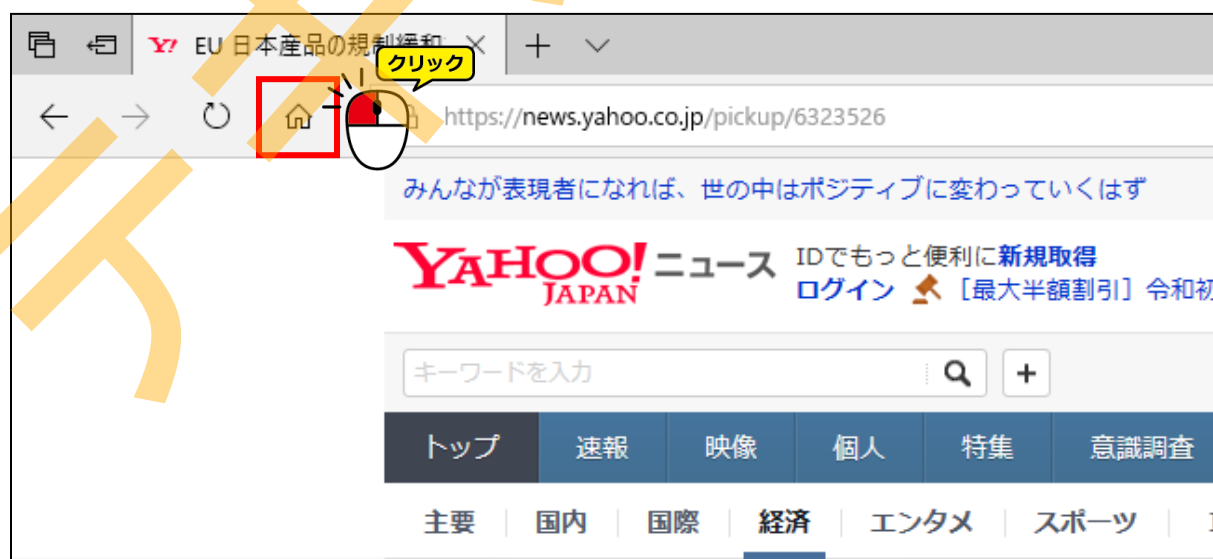 EU 日本産品の規制緩和
クリック
https://news.yahoo.co.jp/pickup/6323526
みんなが表現者になれば、世の中はポジティブに変わっていくはず
YAHOO! JAPAN ニュース
IDでもっと便利に新規取得
ログイン [最大半額割引] 令和初
キーワードを入力
トップ 速報 映像 個人 特集 意識調査
主要 国内 国際 経済 エンタメ スポーツ